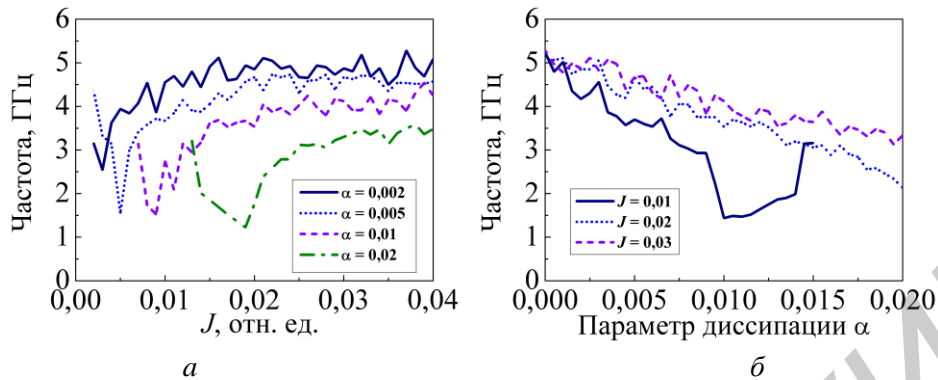 6
5
4
3
2
1
0
Частота, ГГц
α = 0,002
α = 0,005
α = 0,01
α = 0,02
0,00 0,01 0,02 0,03 0,04
J, отн. ед.
а
6
5
4
3
2
1
0
Частота, ГГц
J = 0,01
J = 0,02
J = 0,03
0,000 0,005 0,010 0,015 0,020
Параметр диссипации α
б